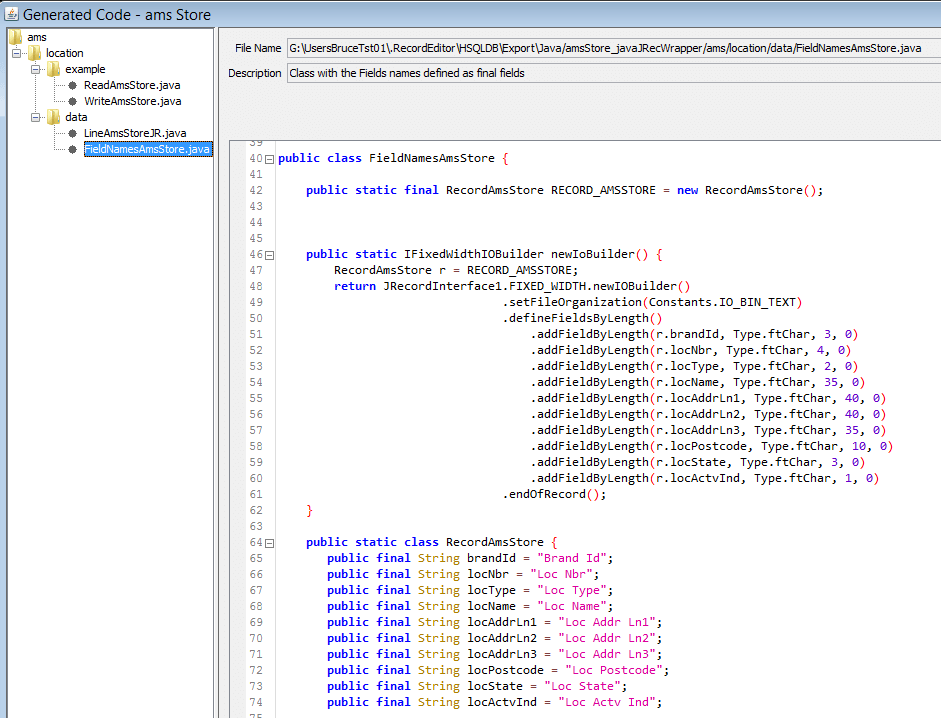 Generated Code - ams Store
ams
location
example
ReadAmsStore.java
WriteAmsStore.java
data
LineAmsStoreJR.java
FieldNamesAmsStore.java
File Name G:\UsersBruceTst01\.RecordEditor\HSQLDB\Export\Java/amsStore_javaJRecWrapper/ams/location/data/FieldNamesAmsStore.java
Description Class with the Fields names defined as final fields
39
40 public class FieldNamesAmsStore {
41
42 public static final RecordAmsStore RECORD_AMSSTORE = new RecordAmsStore();
43
44
45
46 public static IFixedWidthIOBuilder newIoBuilder() {
47 RecordAmsStore r = RECORD_AMSSTORE;
48 return JRecordInterface1.FIXED_WIDTH.newIOBuilder()
49 .setFileOrganization(Constants.IO_BIN_TEXT)
50 .defineFieldsByLength()
51 .addFieldByLength(r.brandId, Type.ftChar, 3, 0)
52 .addFieldByLength(r.locNbr, Type.ftChar, 4, 0)
53 .addFieldByLength(r.locType, Type.ftChar, 2, 0)
54 .addFieldByLength(r.locName, Type.ftChar, 35, 0)
55 .addFieldByLength(r.locAddrLn1, Type.ftChar, 40, 0)
56 .addFieldByLength(r.locAddrLn2, Type.ftChar, 40, 0)
57 .addFieldByLength(r.locAddrLn3, Type.ftChar, 35, 0)
58 .addFieldByLength(r.locPostcode, Type.ftChar, 10, 0)
59 .addFieldByLength(r.locState, Type.ftChar, 3, 0)
60 .addFieldByLength(r.locActvInd, Type.ftChar, 1, 0)
61 .endOfRecord();
62 }
63
64 public static class RecordAmsStore {
65 public final String brandId = "Brand Id";
66 public final String locNbr = "Loc Nbr";
67 public final String locType = "Loc Type";
68 public final String locName = "Loc Name";
69 public final String locAddrLn1 = "Loc Addr Ln1";
70 public final String locAddrLn2 = "Loc Addr Ln2";
71 public final String locAddrLn3 = "Loc Addr Ln3";
72 public final String locPostcode = "Loc Postcode";
73 public final String locState = "Loc State";
74 public final String locActvInd = "Loc Actv Ind";
75